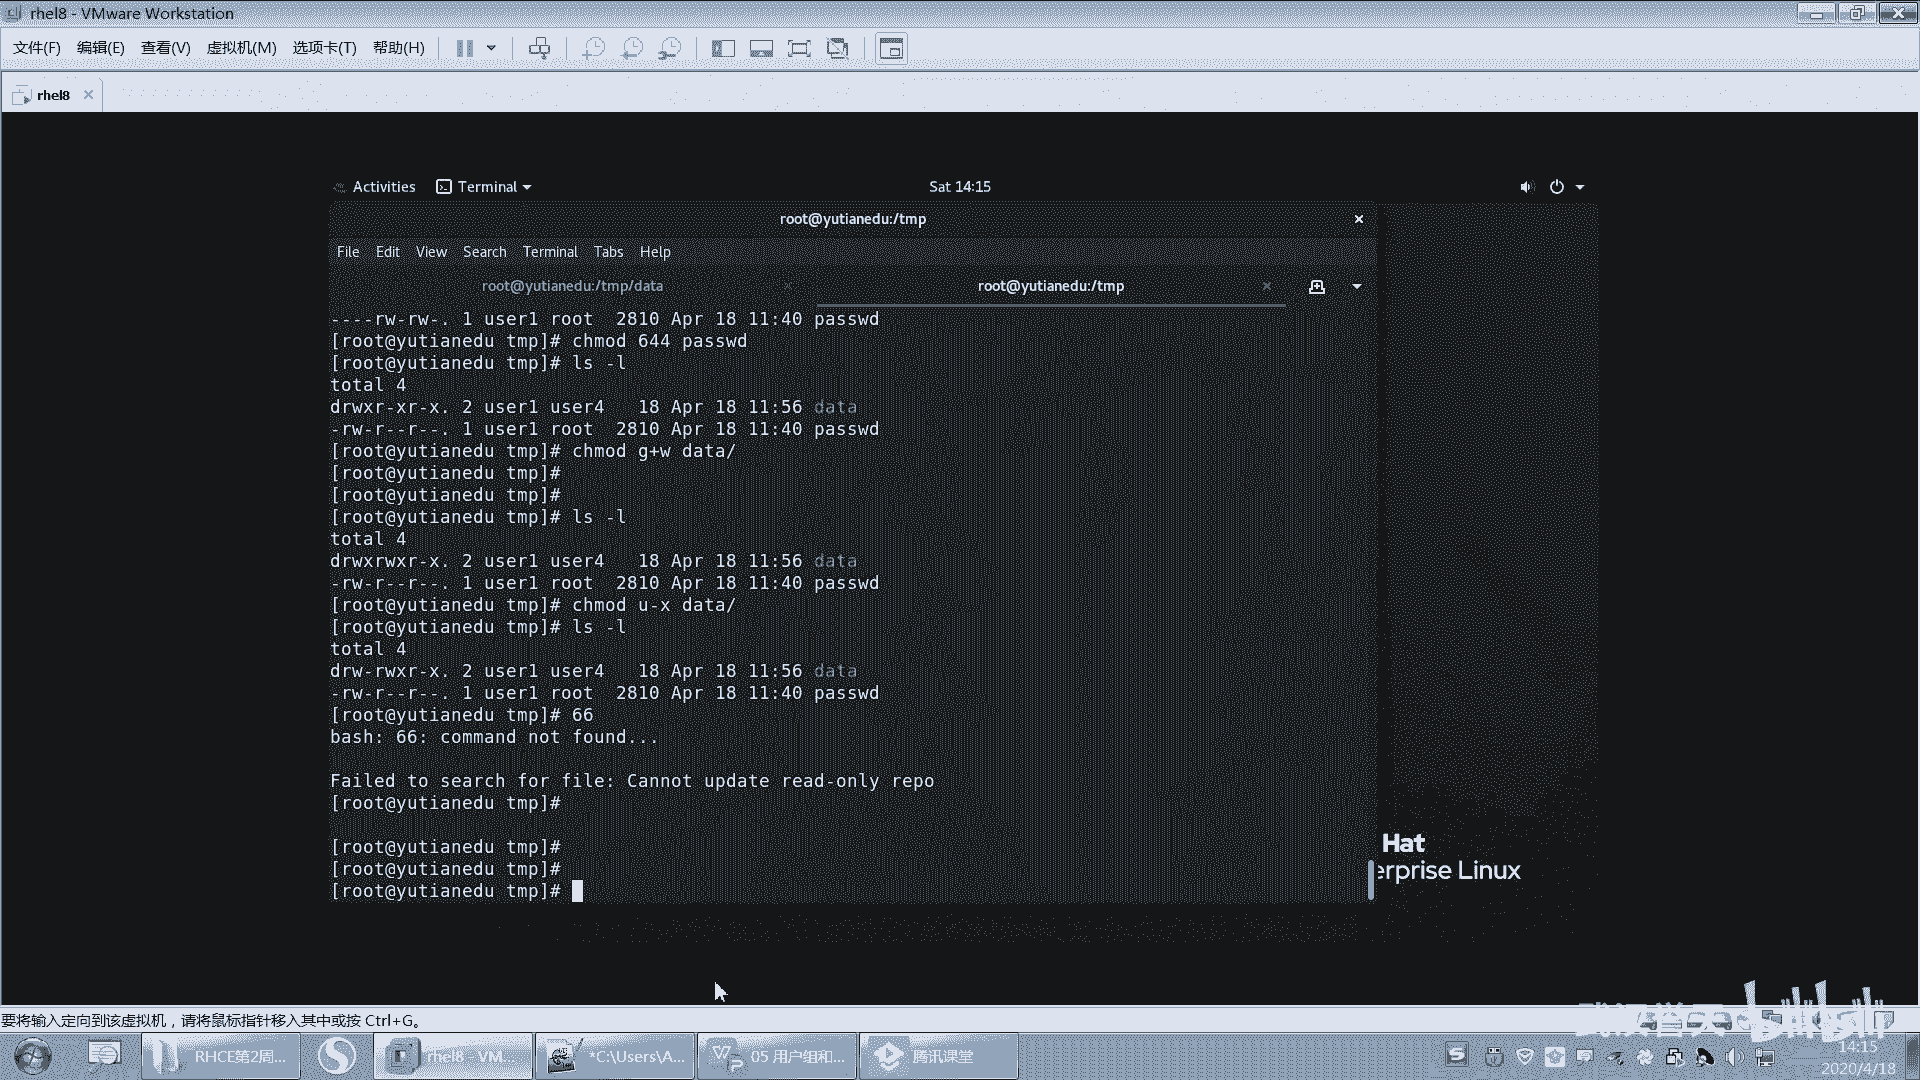 rhel8 - VMware Workstation
文件(F) 编辑(E) 查看(V) 虚拟机(M) 选项卡(T) 帮助(H)
rhel8
Activities Terminal Sat 14:15
root@yutianedu:/tmp
File Edit View Search Terminal Tabs Help
root@yutianedu:/tmp/data root@yutianedu:/tmp
----rw-rw-. 1 user1 root  2810 Apr 18 11:40 passwd
[root@yutianedu tmp]# chmod 644 passwd
[root@yutianedu tmp]# ls -l
total 4
drwxr-xr-x. 2 user1 user4   18 Apr 18 11:56 data
-rw-r--r--. 1 user1 root  2810 Apr 18 11:40 passwd
[root@yutianedu tmp]# chmod g+w data/
[root@yutianedu tmp]#
[root@yutianedu tmp]#
[root@yutianedu tmp]# ls -l
total 4
drwxrwxr-x. 2 user1 user4   18 Apr 18 11:56 data
-rw-r--r--. 1 user1 root  2810 Apr 18 11:40 passwd
[root@yutianedu tmp]# chmod u-x data/
[root@yutianedu tmp]# ls -l
total 4
drw-rwxr-x. 2 user1 user4   18 Apr 18 11:56 data
-rw-r--r--. 1 user1 root  2810 Apr 18 11:40 passwd
[root@yutianedu tmp]# 66
bash: 66: command not found...
Failed to search for file: Cannot update read-only repo
[root@yutianedu tmp]#
[root@yutianedu tmp]#
[root@yutianedu tmp]#
[root@yutianedu tmp]#
Hat
erprise Linux
要将输入定向到该虚拟机，请将鼠标指针移入其中或按 Ctrl+G。
bilibili
RHCE第2周... rhel8 - VM... *C:\Users\A... 05 用户组和... 腾讯课堂
14:15
2020/4/18